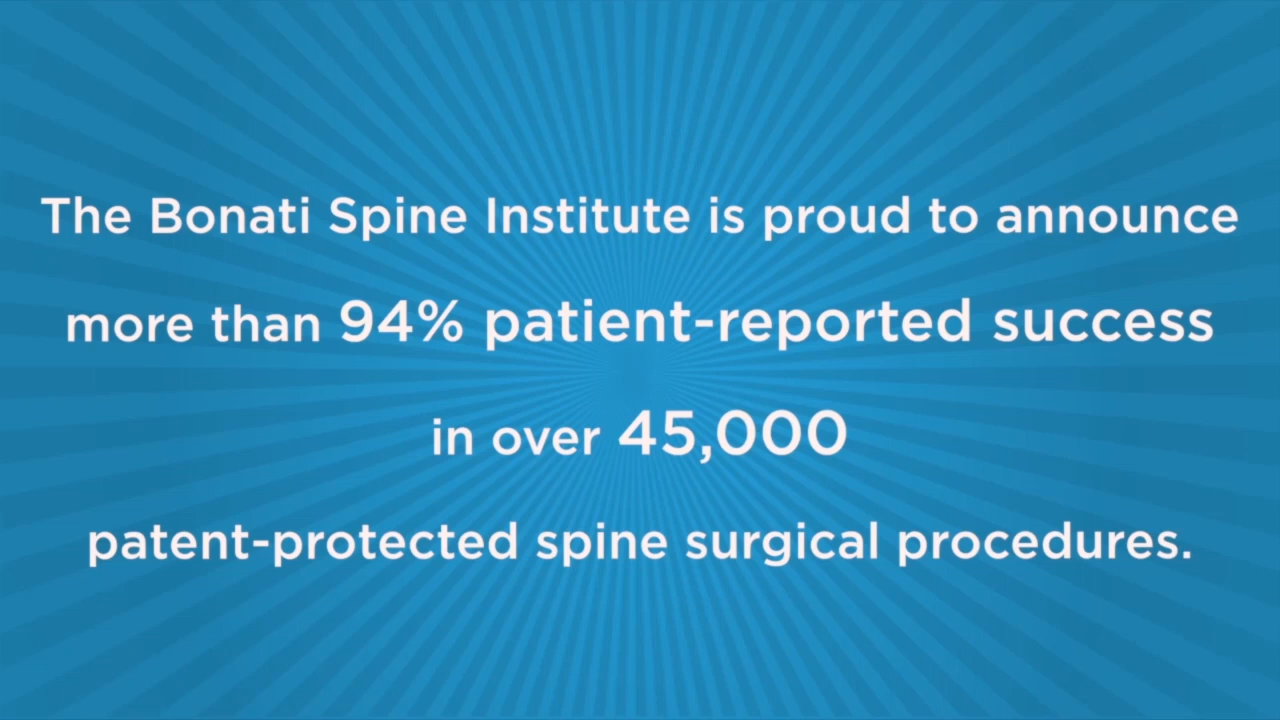 The Bonati Spine Institute is proud to announce
more than 94% patient-reported success
in over 45,000
patent-protected spine surgical procedures.